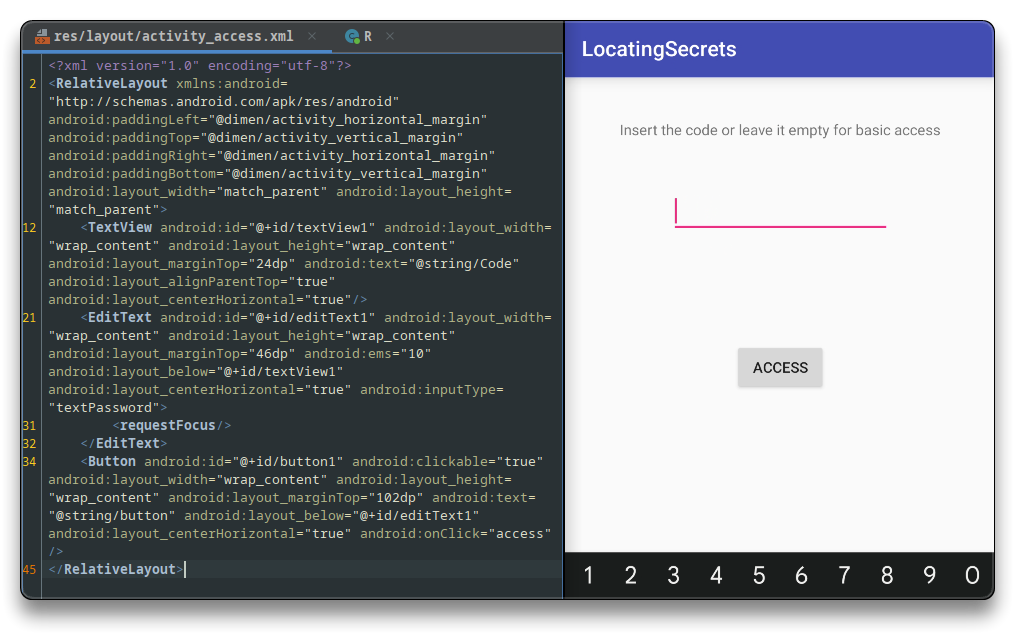 res/layout/activity_access.xml
R
<?xml version="1.0" encoding="utf-8"?>
2 <RelativeLayout xmlns:android=
"http://schemas.android.com/apk/res/android"
android:paddingLeft="@dimen/activity_horizontal_margin"
android:paddingTop="@dimen/activity_vertical_margin"
android:paddingRight="@dimen/activity_horizontal_margin"
android:paddingBottom="@dimen/activity_vertical_margin"
android:layout_width="match_parent" android:layout_height=
"match_parent">
12 <TextView android:id="@+id/textView1" android:layout_width=
"wrap_content" android:layout_height="wrap_content"
android:layout_marginTop="24dp" android:text="@string/Code"
android:layout_alignParentTop="true"
android:layout_centerHorizontal="true"/>
21 <EditText android:id="@+id/editText1" android:layout_width=
"wrap_content" android:layout_height="wrap_content"
android:layout_marginTop="46dp" android:ems="10"
android:layout_below="@+id/textView1"
android:layout_centerHorizontal="true" android:inputType=
"textPassword">
31 <requestFocus/>
32 </EditText>
34 <Button android:id="@+id/button1" android:clickable="true"
android:layout_width="wrap_content" android:layout_height=
"wrap_content" android:layout_marginTop="102dp" android:text=
"@string/button" android:layout_below="@+id/editText1"
android:layout_centerHorizontal="true" android:onClick="access"
/>
45 </RelativeLayout>
LocatingSecrets
Insert the code or leave it empty for basic access
ACCESS
1 2 3 4 5 6 7 8 9 0